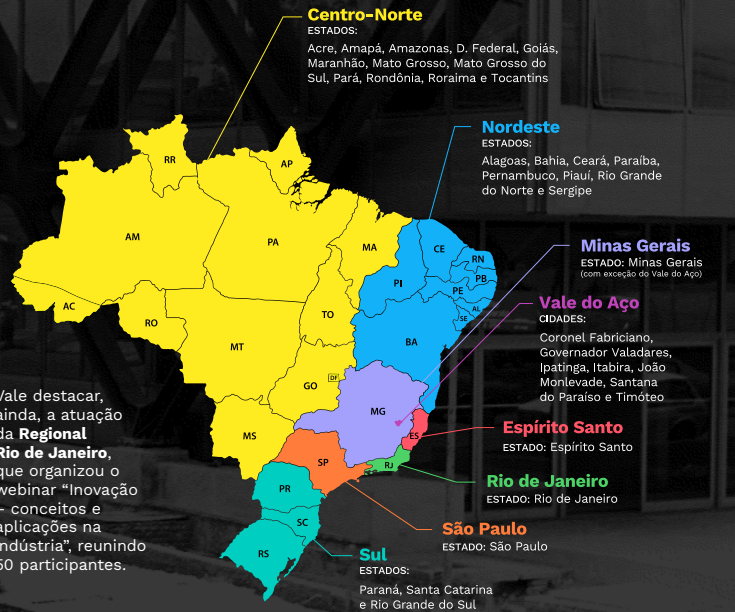 Centro-Norte
ESTADOS:
Acre, Amapá, Amazonas, D. Federal, Goiás,
Maranhão, Mato Grosso, Mato Grosso do
Sul, Pará, Rondônia, Roraima e Tocantins
Nordeste
ESTADOS:
Alagoas, Bahia, Ceará, Paraíba,
Pernambuco, Piauí, Rio Grande
do Norte e Sergipe
Minas Gerais
ESTADO: Minas Gerais
(com exceção do Vale do Aço)
Vale do Aço
CIDADES:
Coronel Fabriciano,
Governador Valadares,
Ipatinga, Itabira, João
Monlevade, Santana
do Paraíso e Timóteo
Espírito Santo
ESTADO: Espírito Santo
Rio de Janeiro
ESTADO: Rio de Janeiro
São Paulo
ESTADO: São Paulo
Sul
ESTADOS:
Paraná, Santa Catarina
e Rio Grande do Sul
RR
AP
AM
PA
MA
CE
RN
PB
PE
AL
SE
PI
AC
RO
TO
BA
MT
DF
GO
MG
ES
MS
SP
RJ
PR
SC
RS
Vale destacar,
ainda, a atuação
da Regional
Rio de Janeiro,
que organizou o
webinar “Inovação
- conceitos e
aplicações na
indústria”, reunindo
50 participantes.